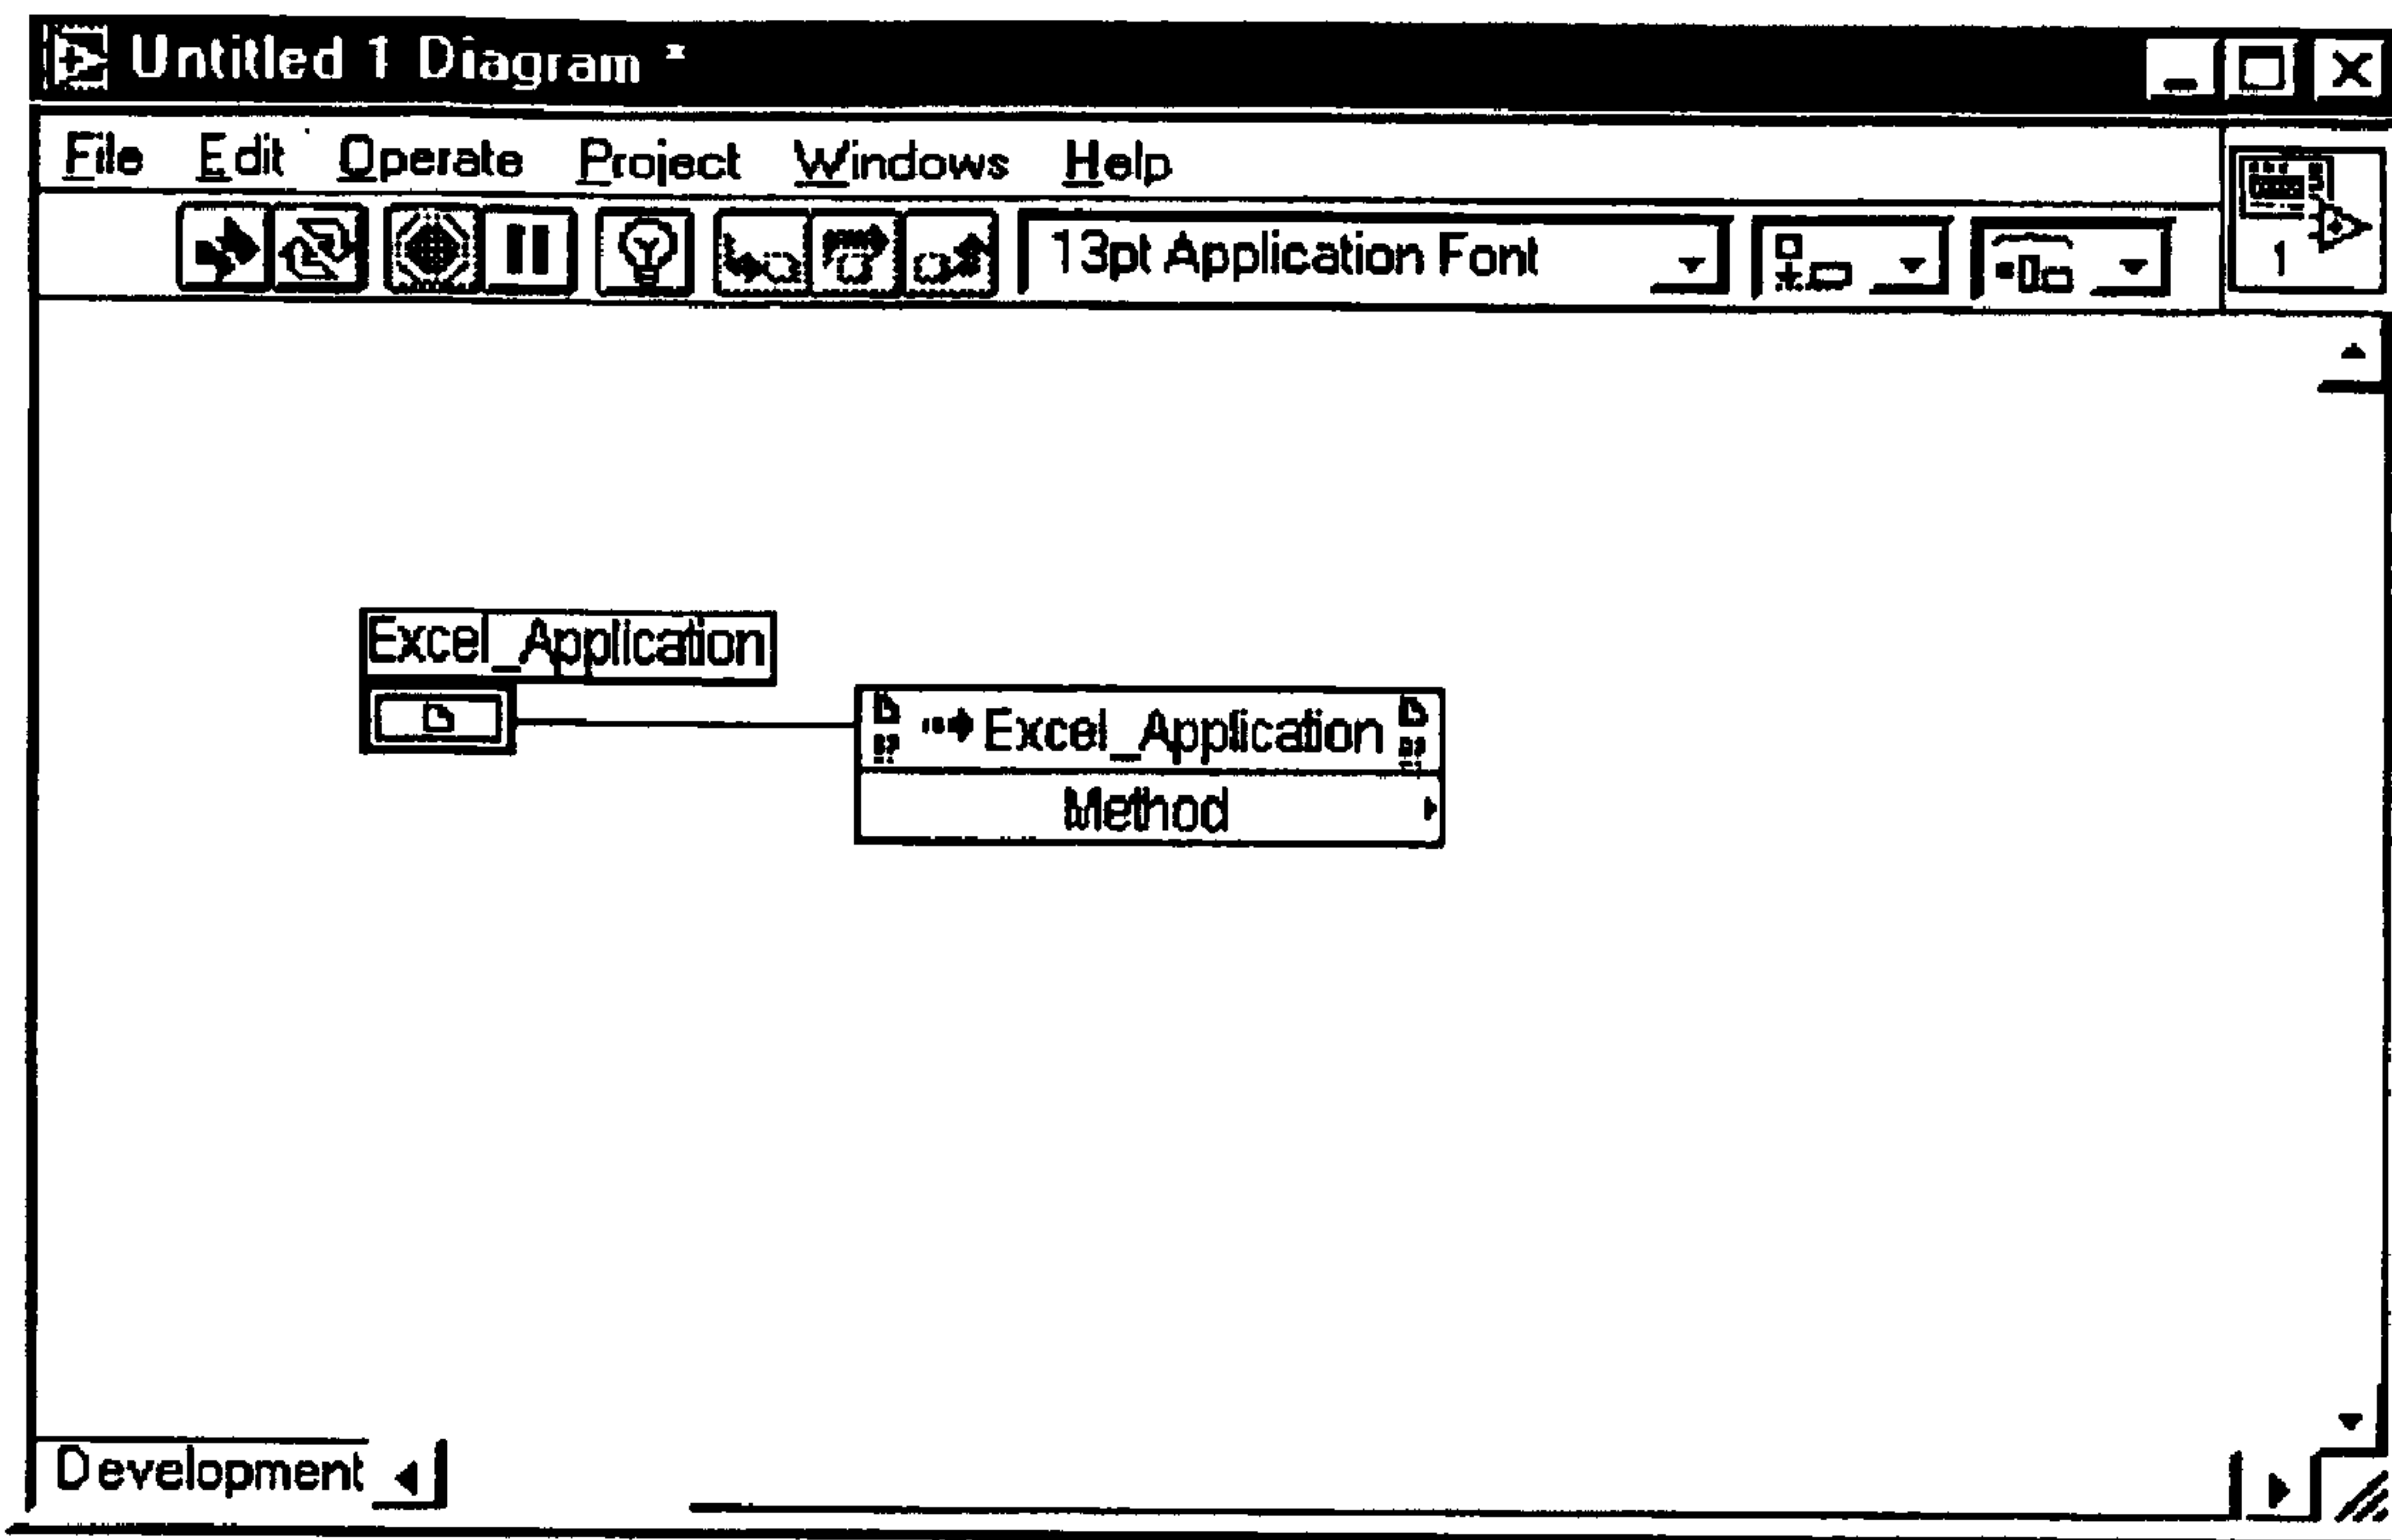 Untitled 1 Diagram *
File Edit Operate Project Windows Help
13pt Application Font
1
Excel_Application
Excel_Application
Method
Development